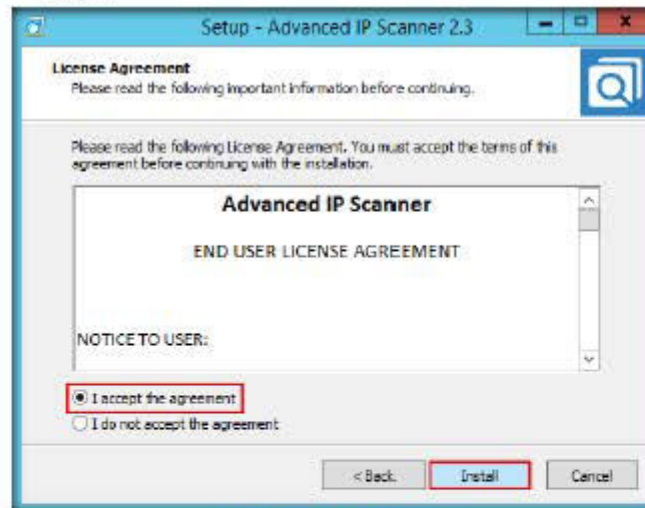 Setup - Advanced IP Scanner 2.3
License Agreement
Please read the following important information before continuing.
Please read the following License Agreement. You must accept the terms of this
agreement before continuing with the installation.
Advanced IP Scanner
END USER LICENSE AGREEMENT
NOTICE TO USER:
I accept the agreement
I do not accept the agreement
< Back
Install
Cancel